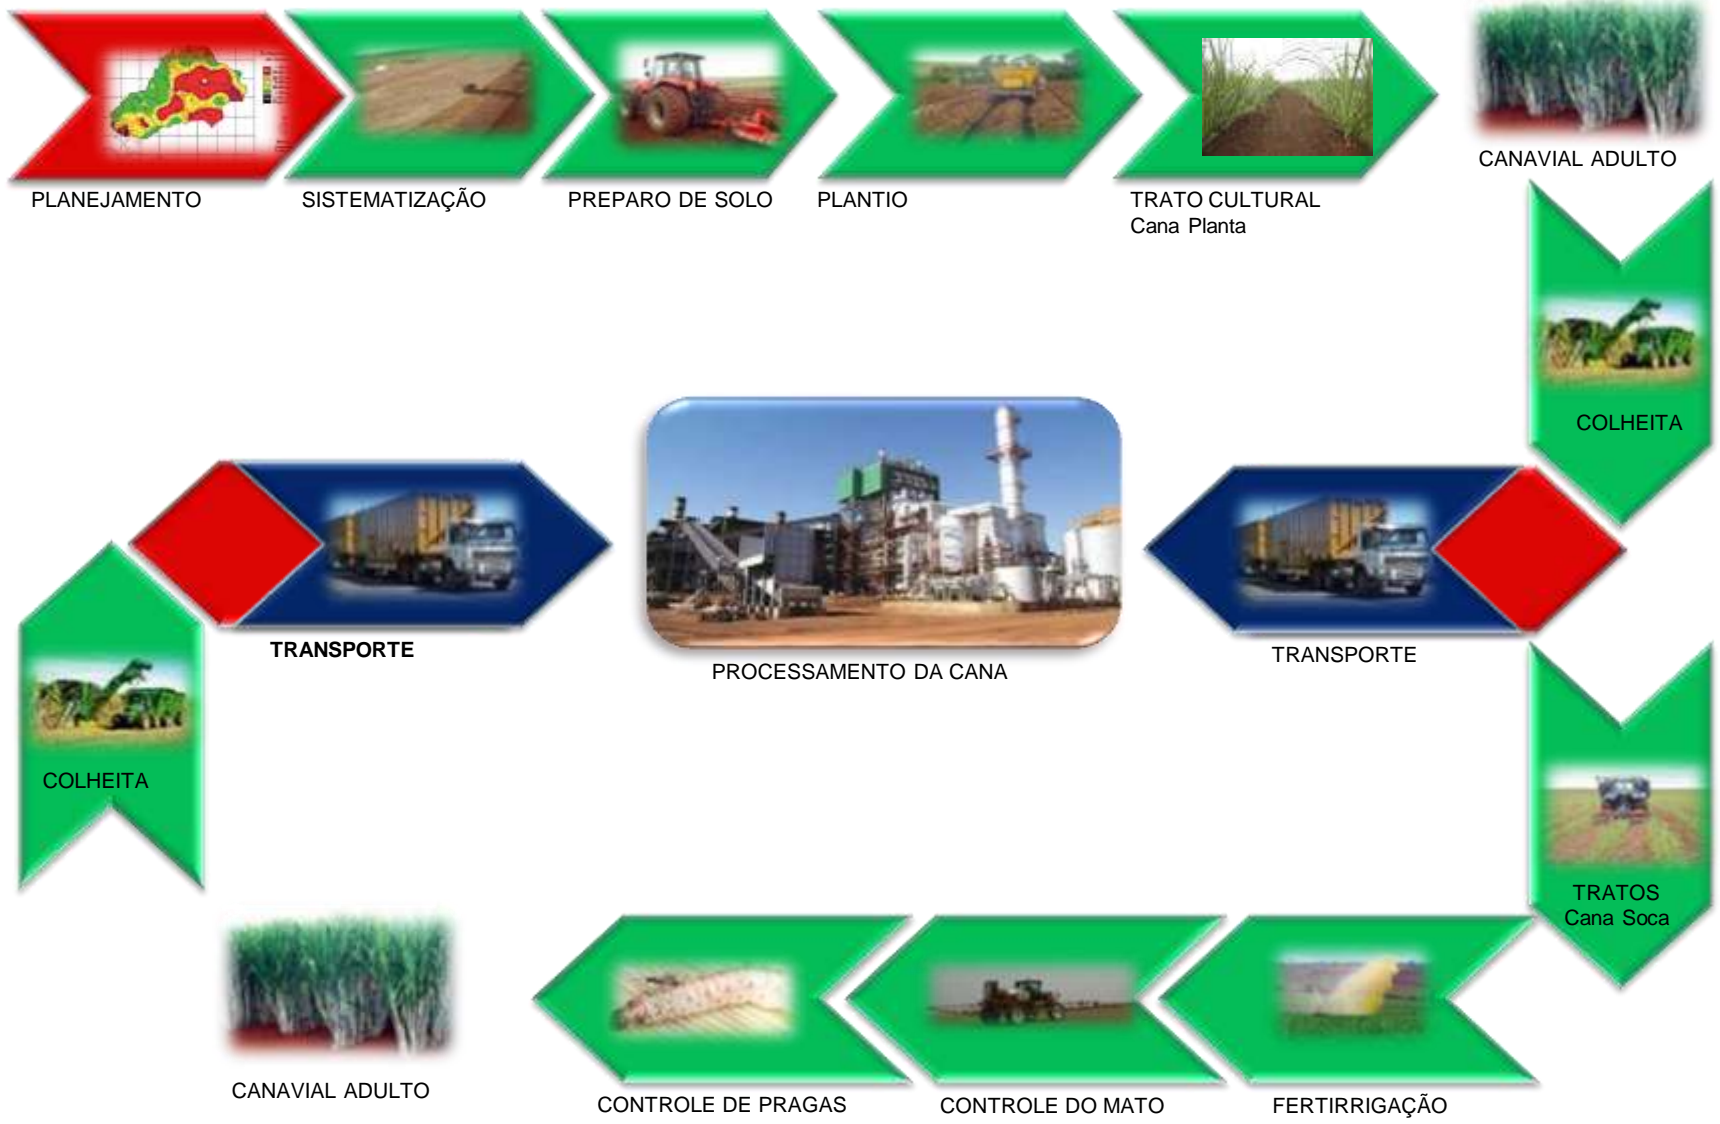 PLANEJAMENTO
SISTEMATIZAÇÃO
PREPARO DE SOLO
PLANTIO
TRATO CULTURAL
Cana Planta
CANAVIAL ADULTO
COLHEITA
TRANSPORTE
PROCESSAMENTO DA CANA
TRANSPORTE
COLHEITA
TRATOS
Cana Soca
FERTIRRIGAÇÃO
CONTROLE DO MATO
CONTROLE DE PRAGAS
CANAVIAL ADULTO